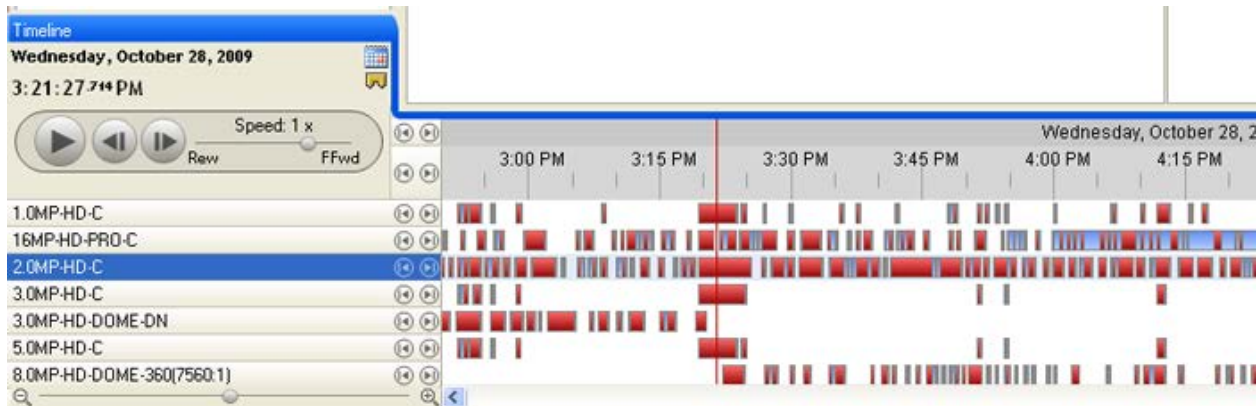 Timeline
Wednesday, October 28, 2009
3:21:27.714 PM
Speed: 1 x
Rew FFwd
Wednesday, October 28, 2
3:00 PM 3:15 PM 3:30 PM 3:45 PM 4:00 PM 4:15 PM
1.0MP-HD-C
16MP-HD-PRO-C
2.0MP-HD-C
3.0MP-HD-C
3.0MP-HD-DOME-DN
5.0MP-HD-C
8.0MP-HD-DOME-360(7560:1)